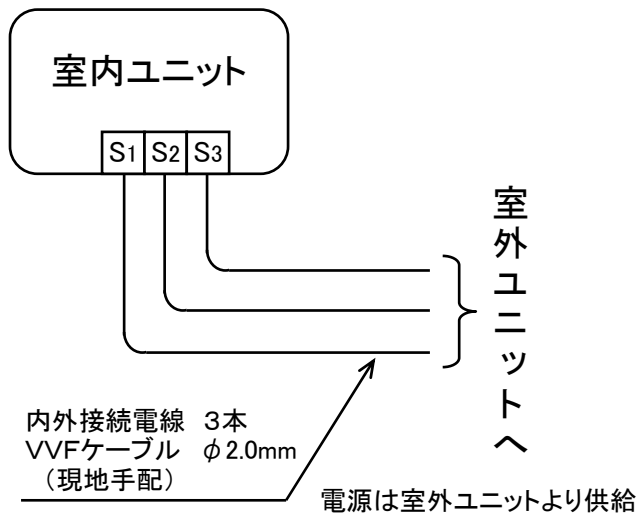 室内ユニット
S1 S2 S3
室外ユニットへ
内外接続電線 3本
VVFケーブル φ2.0mm
（現地手配）
電源は室外ユニットより供給